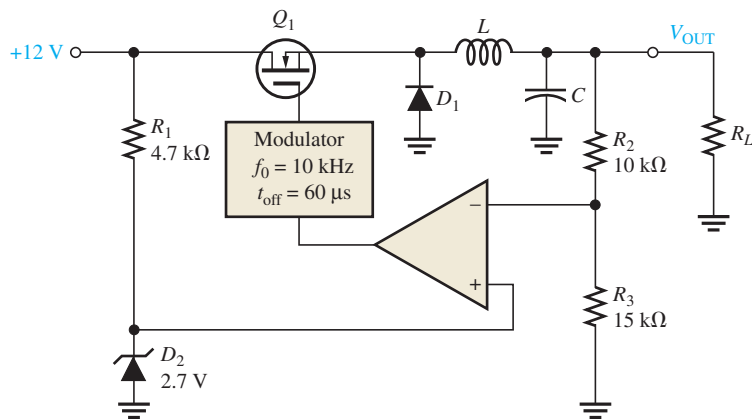 Q1
+12 V
L
VOUT
D1
C
R1
4.7 kΩ
Modulator
f0 = 10 kHz
toff = 60 μs
R2
10 kΩ
RL
−
+
R3
15 kΩ
D2
2.7 V